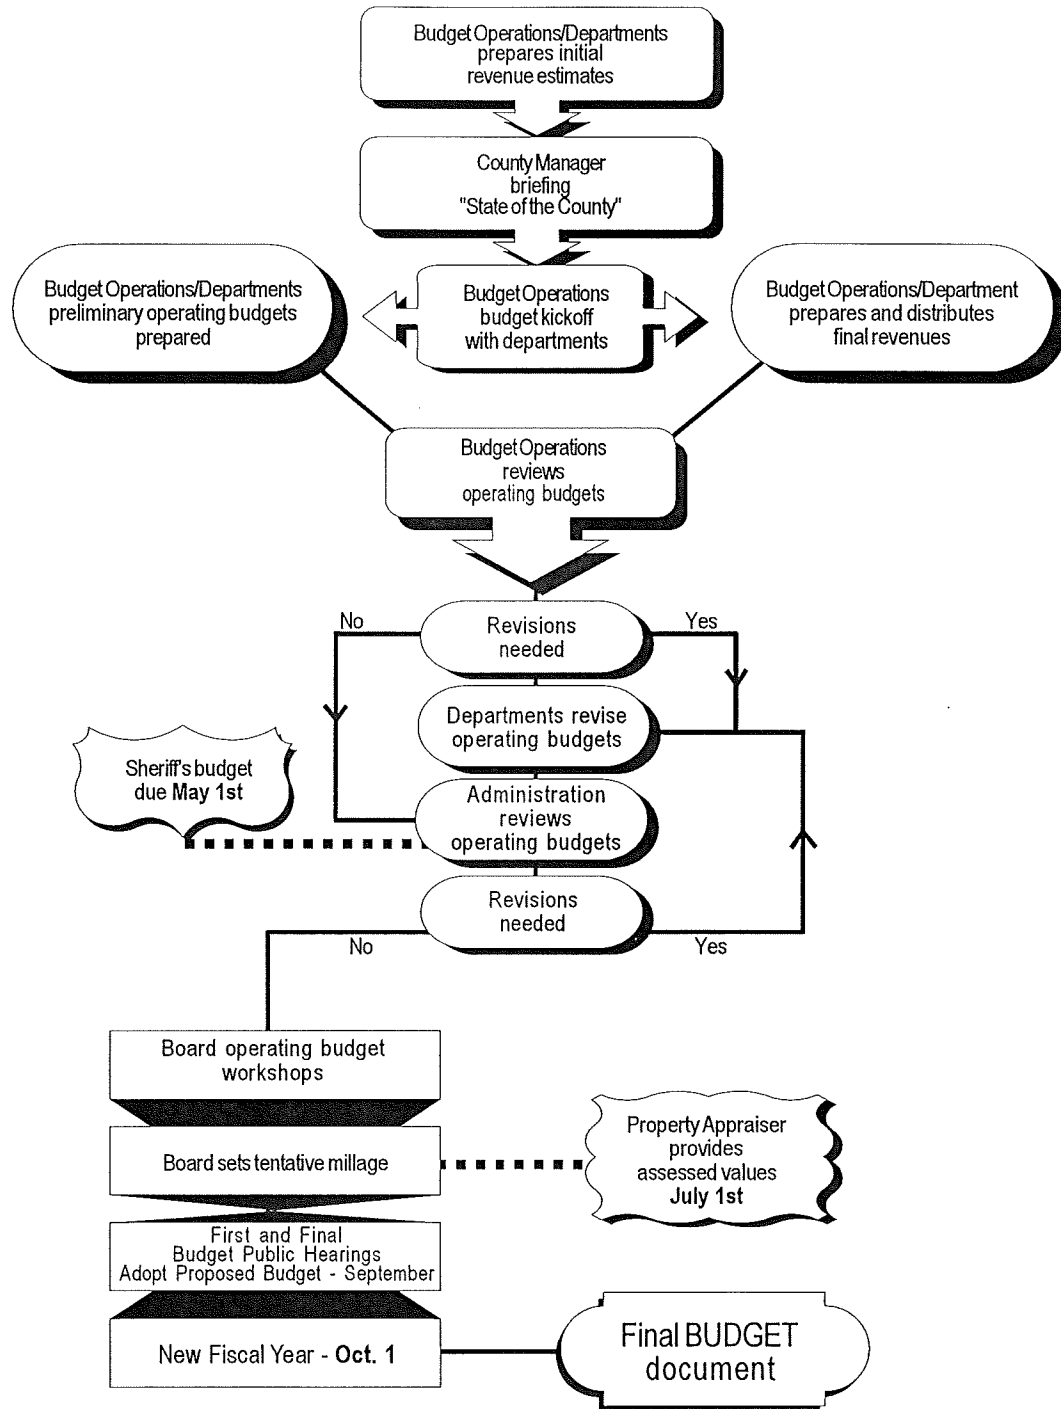 Budget Operations/Departments
prepares initial
revenue estimates
County Manager
briefing
"State of the County"
Budget Operations/Departments
preliminary operating budgets
prepared
Budget Operations
budget kickoff
with departments
Budget Operations/Department
prepares and distributes
final revenues
Budget Operations
reviews
operating budgets
No
Revisions
needed
Yes
Departments revise
operating budgets
Sheriff's budget
due May 1st
Administration
reviews
operating budgets
Revisions
needed
No
Yes
Board operating budget
workshops
Board sets tentative millage
Property Appraiser
provides
assessed values
July 1st
First and Final
Budget Public Hearings
Adopt Proposed Budget - September
New Fiscal Year - Oct. 1
Final BUDGET
document